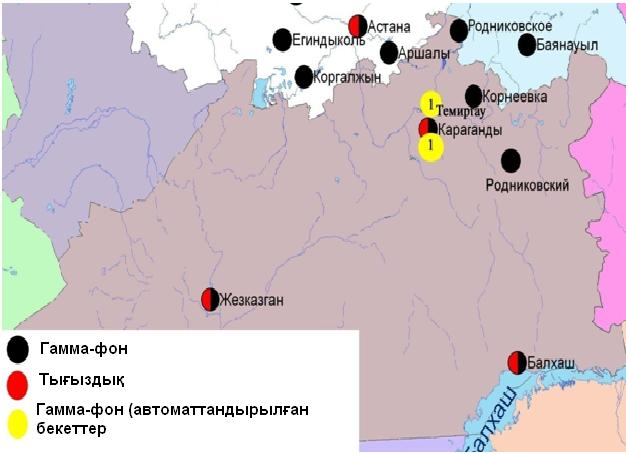 Астана
Родниковское
Егиндыколь
Баянауыл
Аршалы
Коргалжын
Корнеевка
1
Темиртау
Караганды
1
Родниковский
Жезказган
Балхаш
Балхаш
Гамма-фон
Тығыздық
Гамма-фон (автоматтандырылған
бекеттер